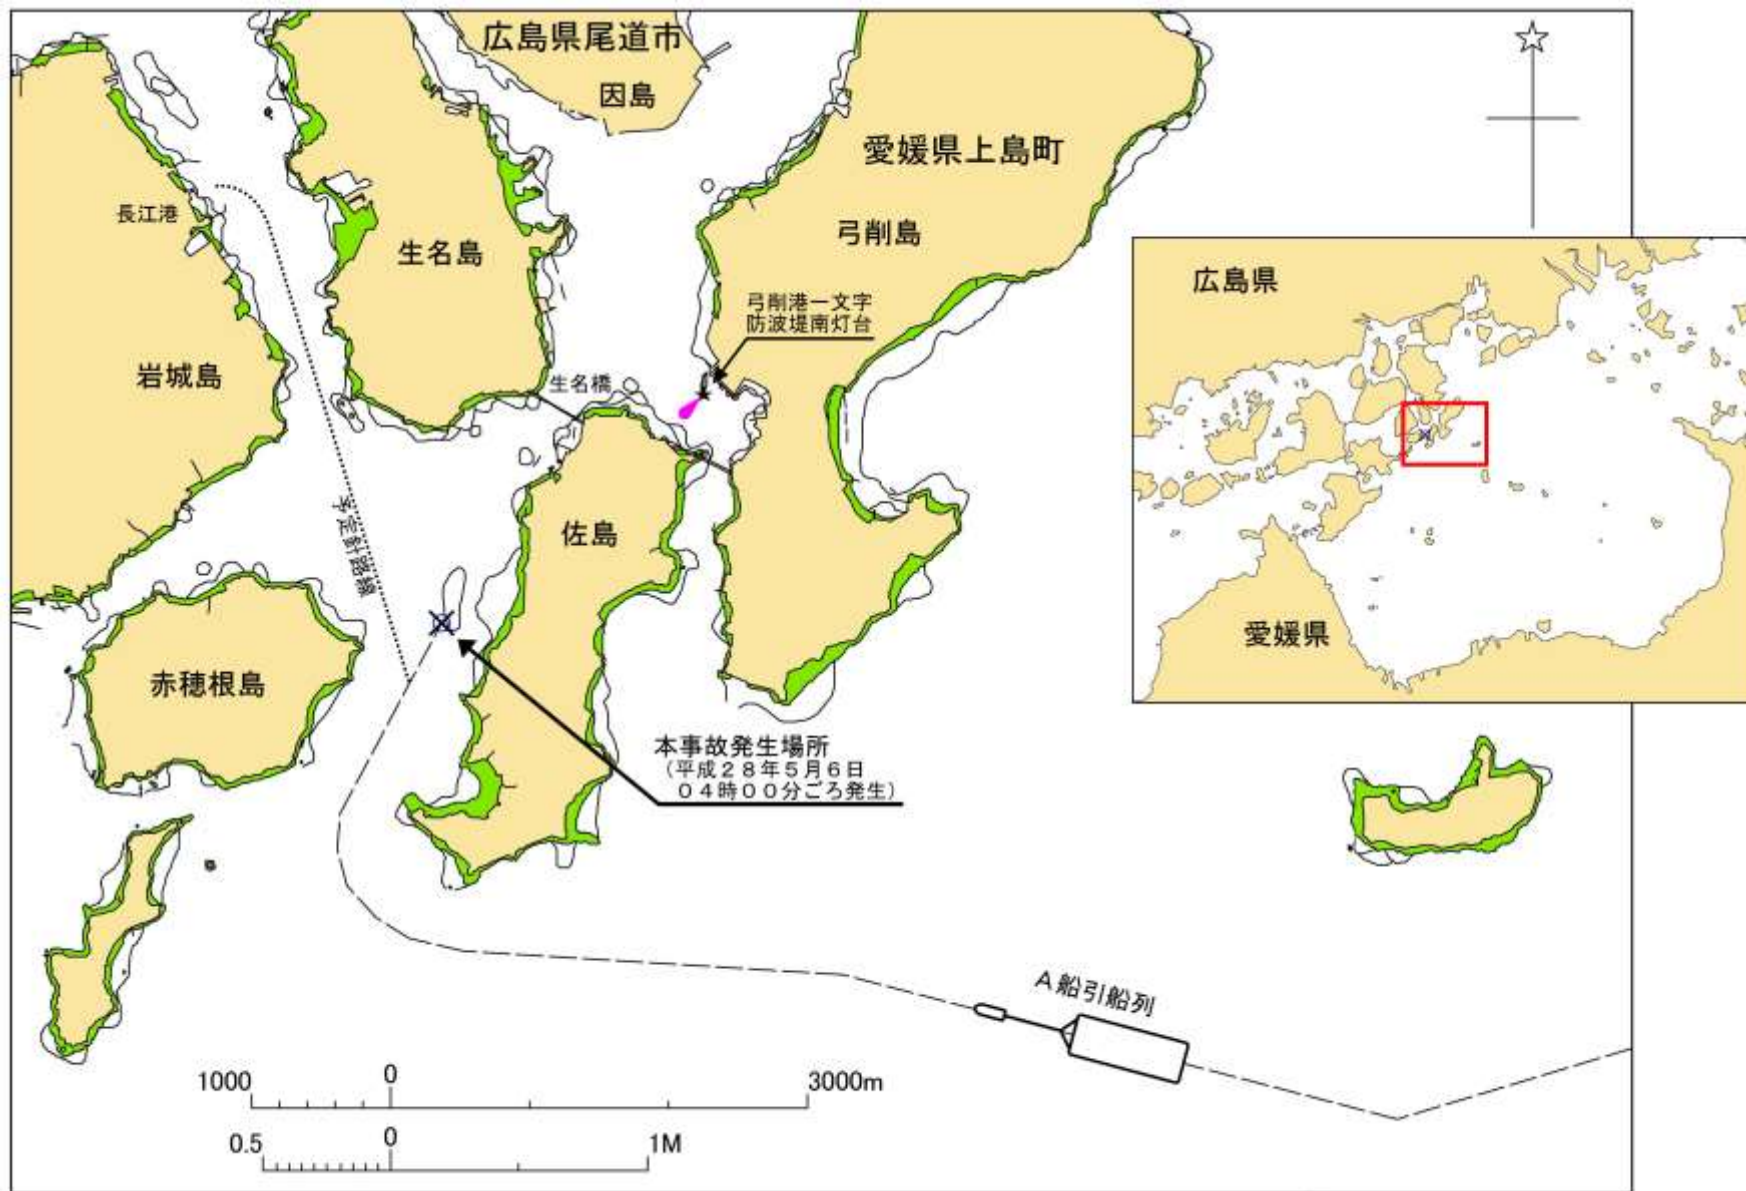 広島県尾道市
因島
愛媛県上島町
長江港
生名島
弓削島
弓削港一文字
防波堤南灯台
岩城島
生名橋
予定針路線
佐島
赤穂根島
本事故発生場所
（平成２８年５月６日
０４時００分ごろ発生）
Ａ船引船列
広島県
愛媛県
1000 0 3000m
0.5 0 1M